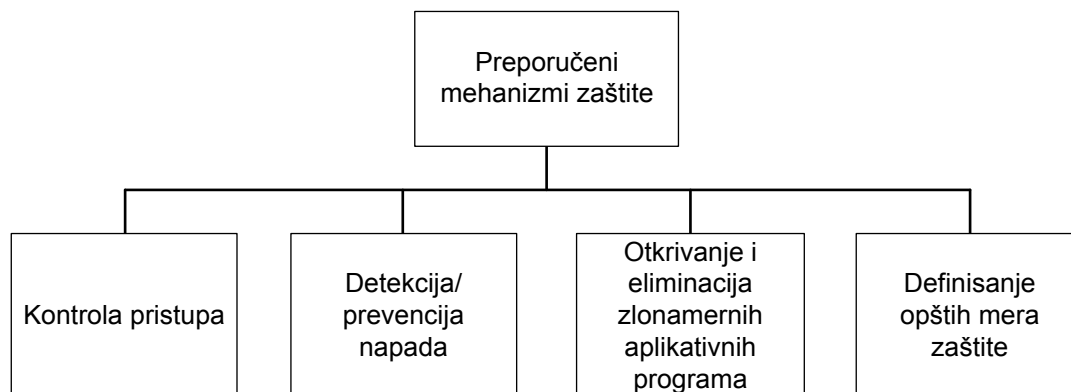 Preporučeni
mehanizmi zaštite
Kontrola pristupa
Detekcija/
prevencija
napada
Otkrivanje i
eliminacija
zlonamernih
aplikativnih
programa
Definisanje
opštih mera
zaštite